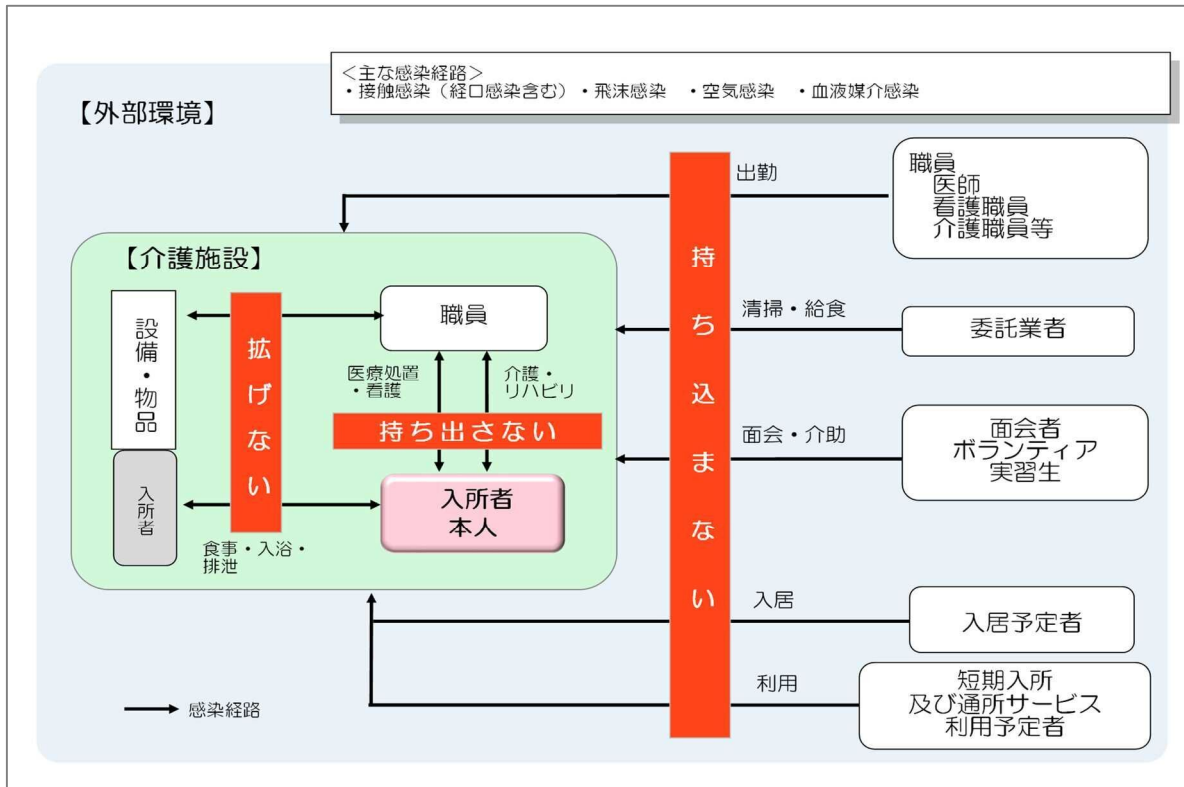 ＜主な感染経路＞
・接触感染（経口感染含む）・飛沫感染　・空気感染　・血液媒介感染
【外部環境】
出勤
職員
医師
看護職員
介護職員等
【介護施設】
設備・物品
入所者
拡げない
職員
医療処置
・看護
介護・
リハビリ
持ち出さない
入所者
本人
食事・入浴・
排泄
持ち込まない
清掃・給食
委託業者
面会・介助
面会者
ボランティア
実習生
入居
入居予定者
利用
短期入所
及び通所サービス
利用予定者
感染経路